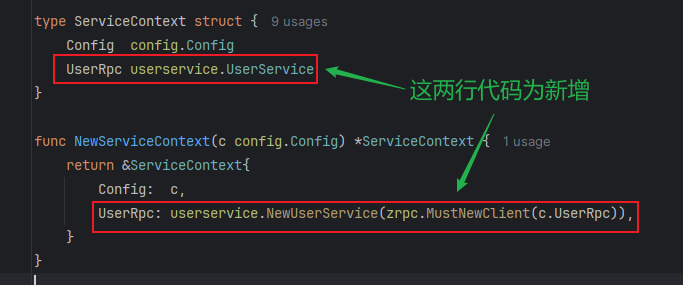 type ServiceContext struct { 9 usages
Config config.Config
UserRpc userservice.UserService
}
这两行代码为新增
func NewServiceContext(c config.Config) *ServiceContext { 1 usage
return &ServiceContext{
Config: c,
UserRpc: userservice.NewUserService(zrpc.MustNewClient(c.UserRpc)),
}
}